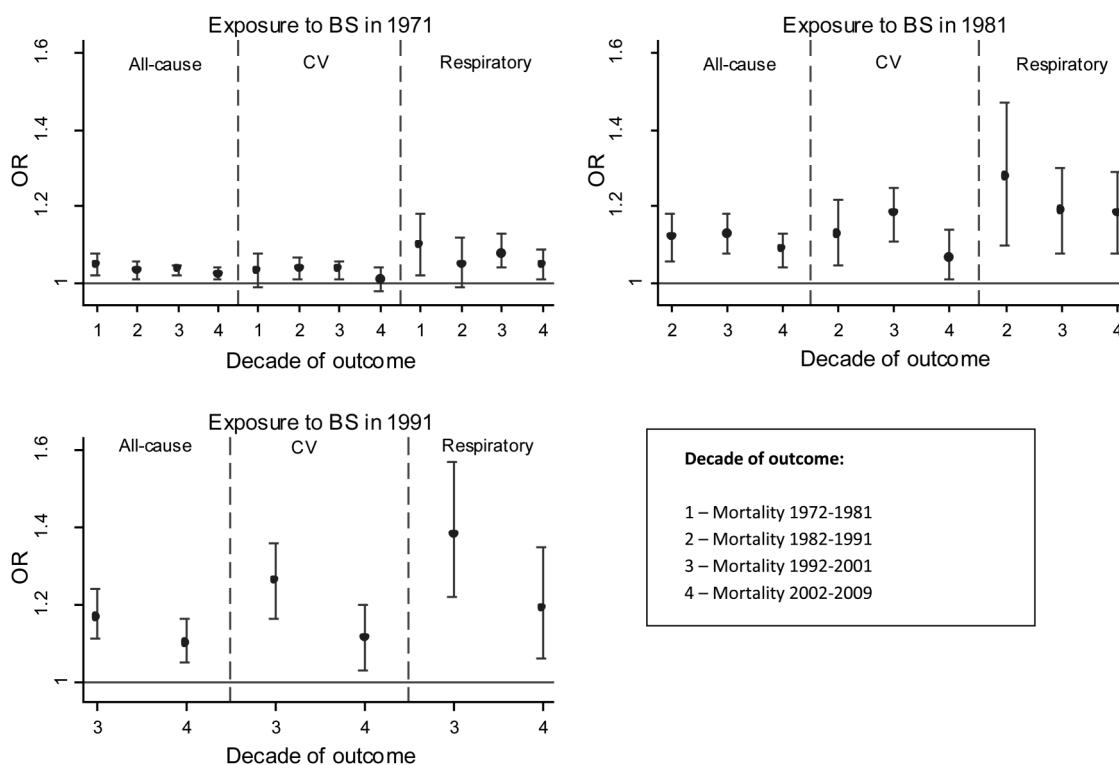 Exposure to BS in 1971
All-cause CV Respiratory
OR
1.6
1.4
1.2
1
1 2 3 4 1 2 3 4 1 2 3 4
Decade of outcome
Exposure to BS in 1981
All-cause CV Respiratory
OR
1.6
1.4
1.2
1
2 3 4 2 3 4 2 3 4
Decade of outcome
Exposure to BS in 1991
All-cause CV Respiratory
OR
1.6
1.4
1.2
1
3 4 3 4 3 4
Decade of outcome
Decade of outcome:
1 – Mortality 1972-1981
2 – Mortality 1982-1991
3 – Mortality 1992-2001
4 – Mortality 2002-2009